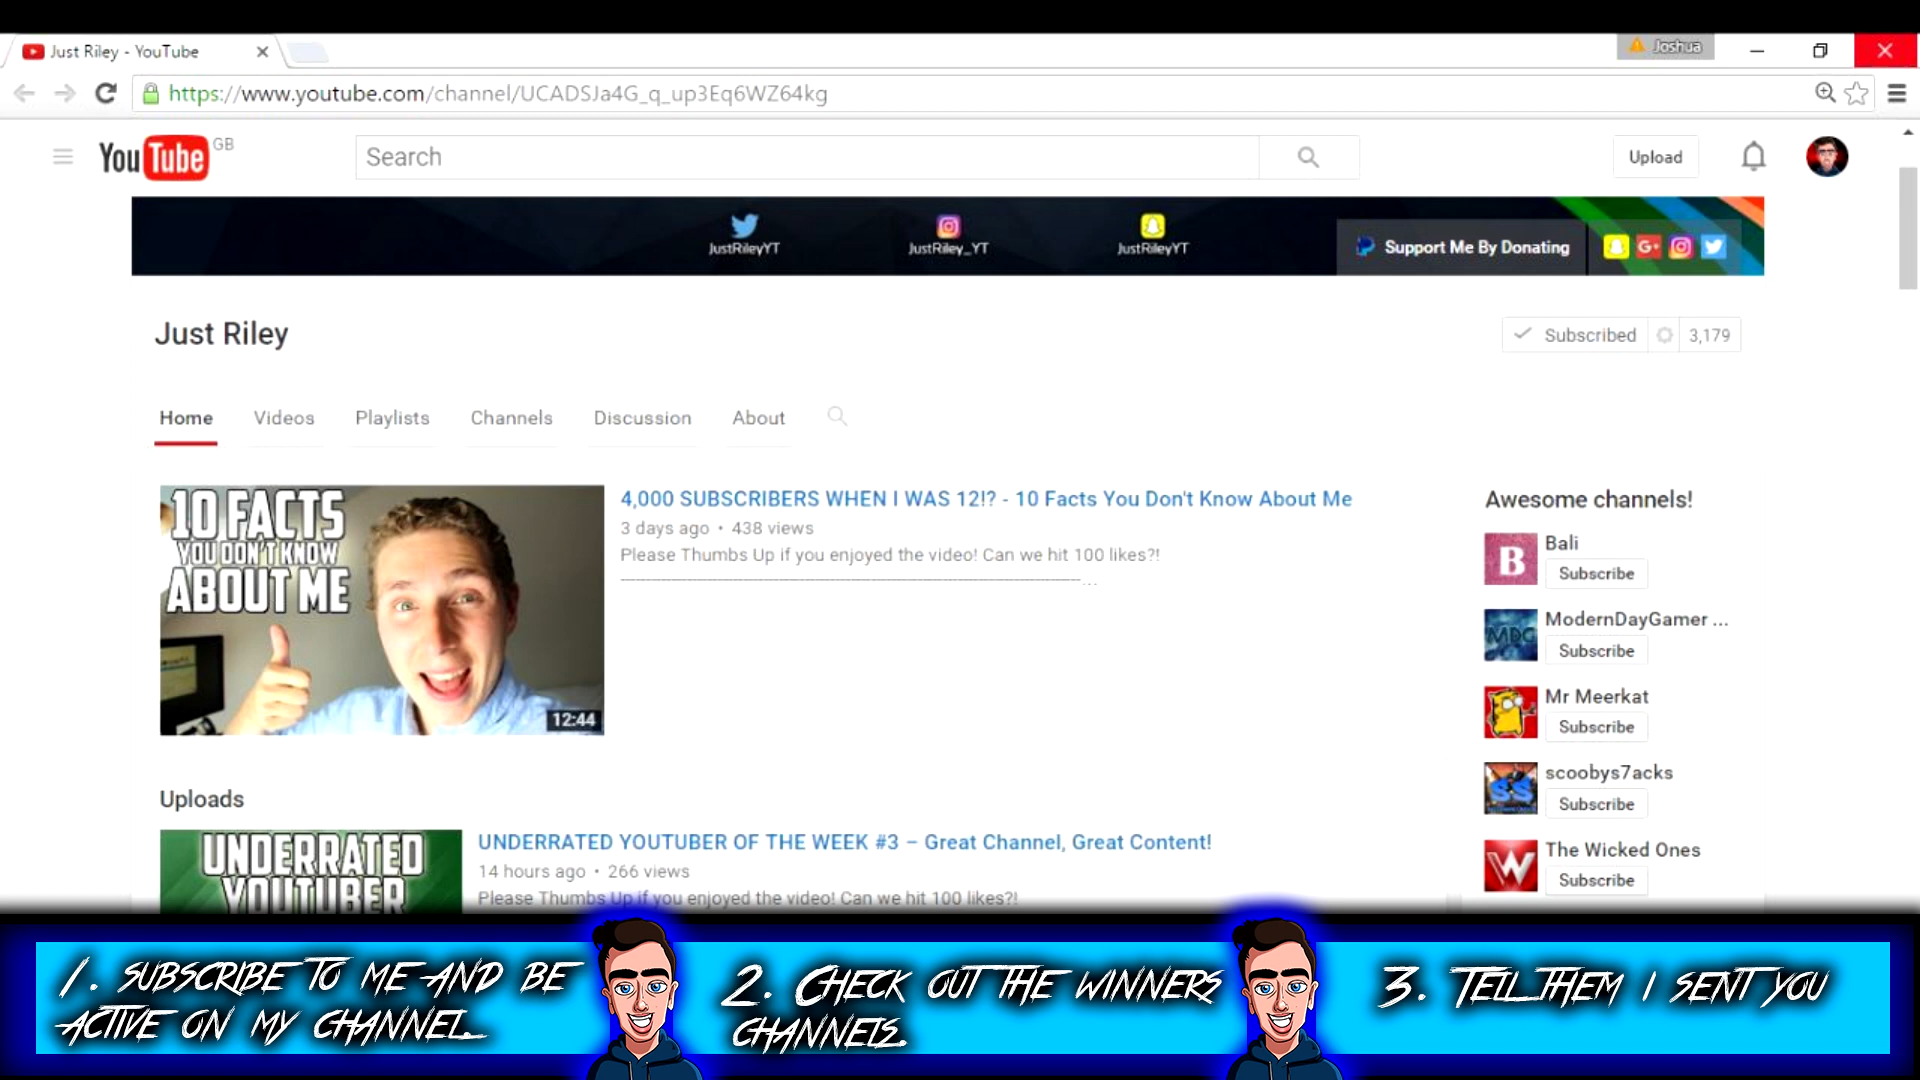 Just Riley - YouTube
Joshua
https://www.youtube.com/channel/UCADSJa4G_q_up3Eq6WZ64kg
YouTube GB
Search
Upload
JustRileyYT
JustRiley_YT
JustRileyYT
Support Me By Donating
G+
Just Riley
Subscribed 3,179
Home Videos Playlists Channels Discussion About
10 FACTS
YOU DON'T KNOW
ABOUT ME
12:44
4,000 SUBSCRIBERS WHEN I WAS 12!? - 10 Facts You Don't Know About Me
3 days ago • 438 views
Please Thumbs Up if you enjoyed the video! Can we hit 100 likes?!
Awesome channels!
B
Bali
Subscribe
MDG
ModernDayGamer ...
Subscribe
Mr Meerkat
Subscribe
SS
scoobys7acks
Subscribe
W
The Wicked Ones
Subscribe
Uploads
UNDERRATED
YOUTUBER
UNDERRATED YOUTUBER OF THE WEEK #3 – Great Channel, Great Content!
14 hours ago • 266 views
Please Thumbs Up if you enjoyed the video! Can we hit 100 likes?!
1. SUBSCRIBE TO ME AND BE
ACTIVE ON MY CHANNEL.
2. CHECK OUT THE WINNERS
CHANNELS.
3. TELL THEM I SENT YOU